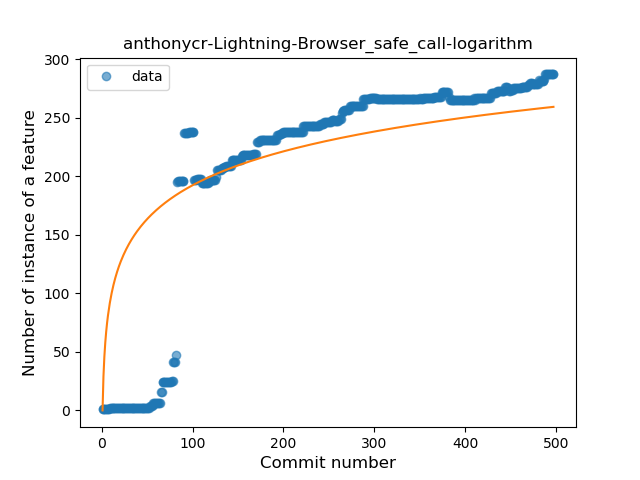 anthonycr-Lightning-Browser_safe_call-logarithm
data
Number of instance of a feature
300
250
200
150
100
50
0
0 100 200 300 400 500
Commit number